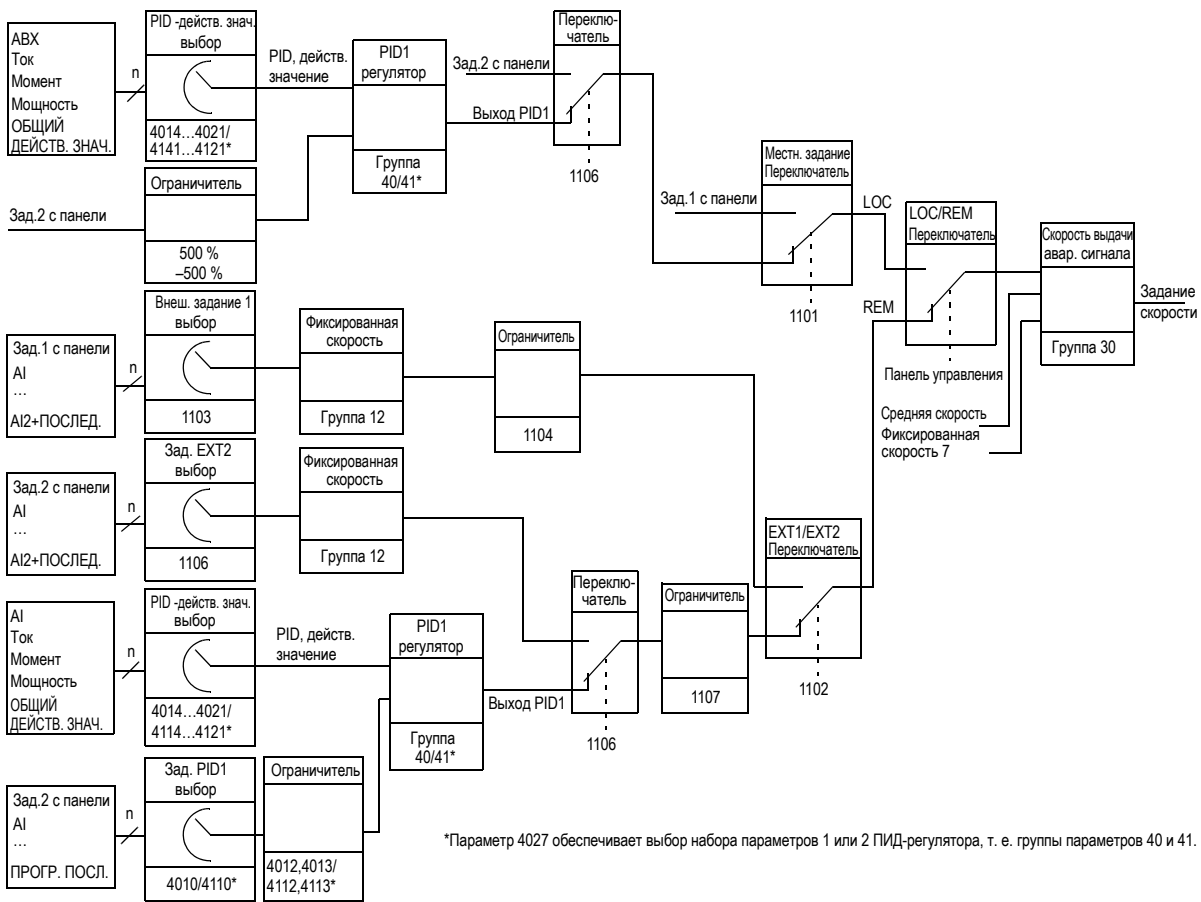 АВХ
Ток
Момент
Мощность
ОБЩИЙ
ДЕЙСТВ. ЗНАЧ.
n
PID -действ. знач.
выбор
4014…4021/
4141…4121*
PID, действ.
значение
PID1
регулятор
Группа
40/41*
Зад.2 с панели
Ограничитель
500 %
–500 %
Зад.2 с панели
Выход PID1
Переклю-
чатель
1106
Зад.1 с панели
Местн. задание
Переключатель
1101
LOC
REM
LOC/REM
Переключатель
Панель управления
Скорость выдачи
авар. сигнала
Группа 30
Задание
скорости
Средняя скорость
Фиксированная
скорость 7
Зад.1 с панели
AI
…
AI2+ПОСЛЕД.
n
Внеш. задание 1
выбор
1103
Фиксированная
скорость
Группа 12
Ограничитель
1104
Зад.2 с панели
AI
…
AI2+ПОСЛЕД.
n
Зад. EXT2
выбор
1106
Фиксированная
скорость
Группа 12
EXT1/EXT2
Переключатель
1102
Переклю-
чатель
1106
Ограничитель
1107
AI
Ток
Момент
Мощность
ОБЩИЙ
ДЕЙСТВ. ЗНАЧ.
n
PID -действ. знач.
выбор
4014…4021/
4114…4121*
PID, действ.
значение
PID1
регулятор
Группа
40/41*
Выход PID1
Зад.2 с панели
AI
…
ПРОГР. ПОСЛ.
n
Зад. PID1
выбор
4010/4110*
Ограничитель
4012,4013/
4112,4113*
*Параметр 4027 обеспечивает выбор набора параметров 1 или 2 ПИД-регулятора, т. е. группы параметров 40 и 41.